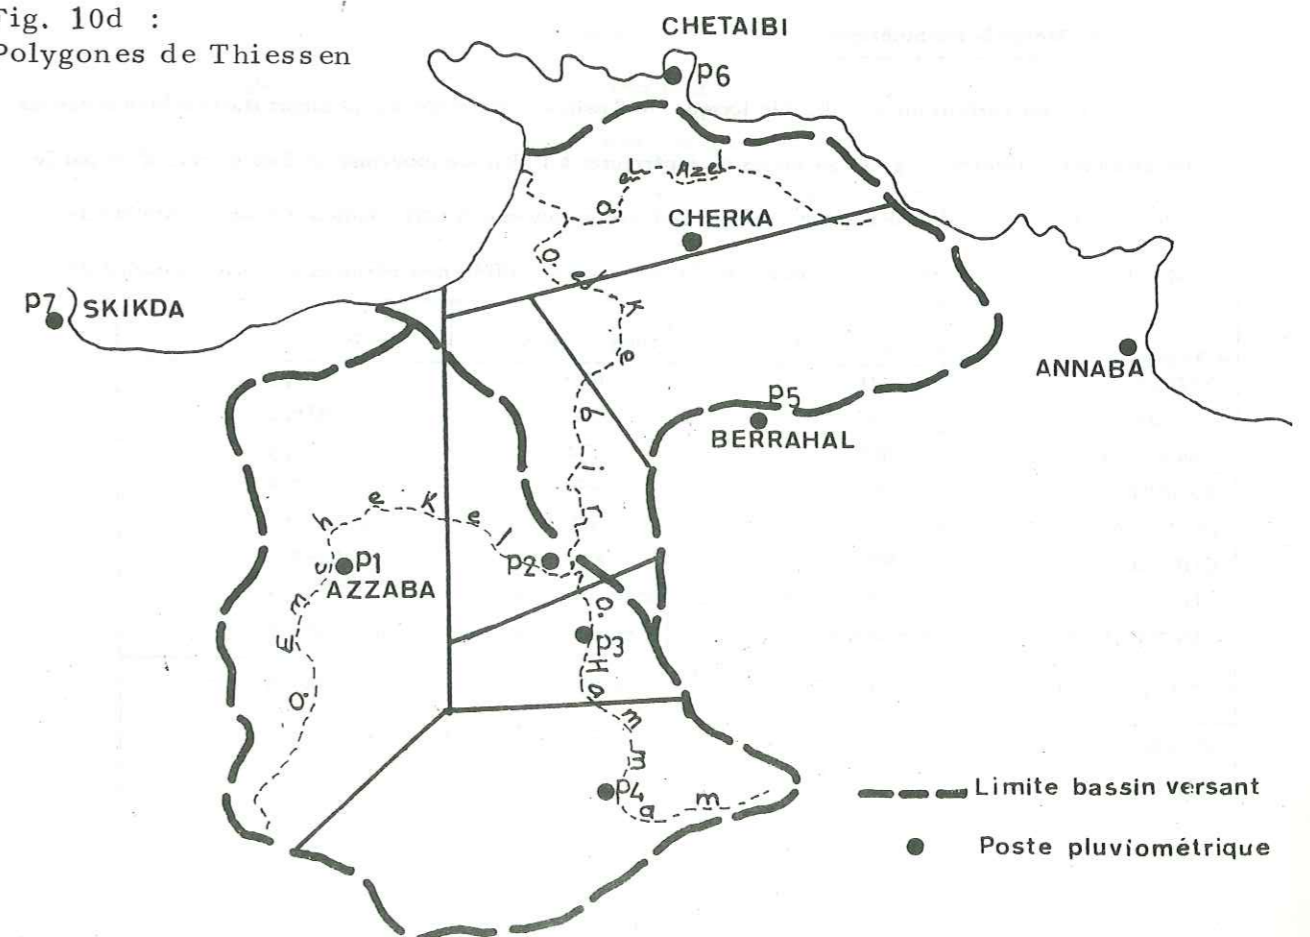 Fig. 10d :
Polygones de Thiessen
CHETAIBI
P6
O. el Azel
CHERKA
P7 SKIKDA
O. el Kebir
ANNABA
P5
BERRAHAL
P1
AZZABA
P2
P3
O. Hammam
P4
Limite bassin versant
Poste pluviométrique